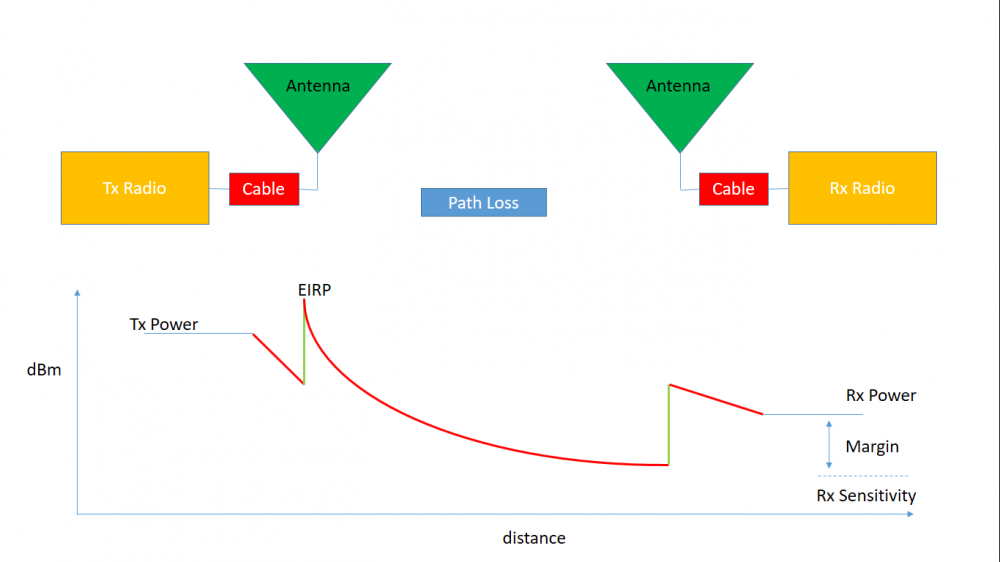 Antenna
Antenna
Tx Radio
Cable
Path Loss
Cable
Rx Radio
EIRP
Tx Power
dBm
Rx Power
Margin
Rx Sensitivity
distance